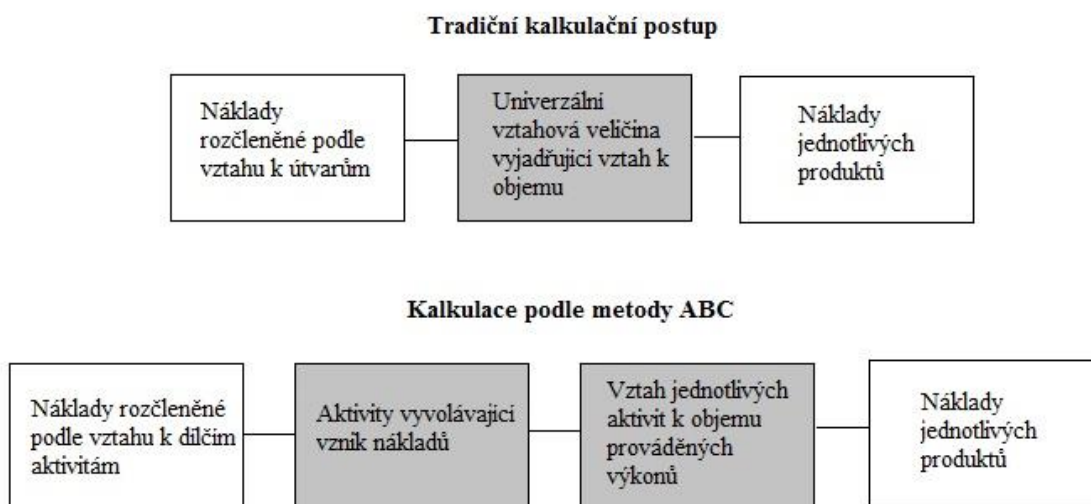 Tradiční kalkulační postup
Náklady
rozčleněné podle
vztahu k útvarům
Univerzální
vztahová veličina
vyjadřujicí vztah k
objemu
Náklady
jednotlivých
produktů
Kalkulace podle metody ABC
Náklady rozčleněné
podle vztahu k dílčím
aktivitám
Aktivity vyvolávajicí
vznik nákladů
Vztah jednotlivých
aktivit k objemu
prováděných
výkonů
Náklady
jednotlivých
produktů